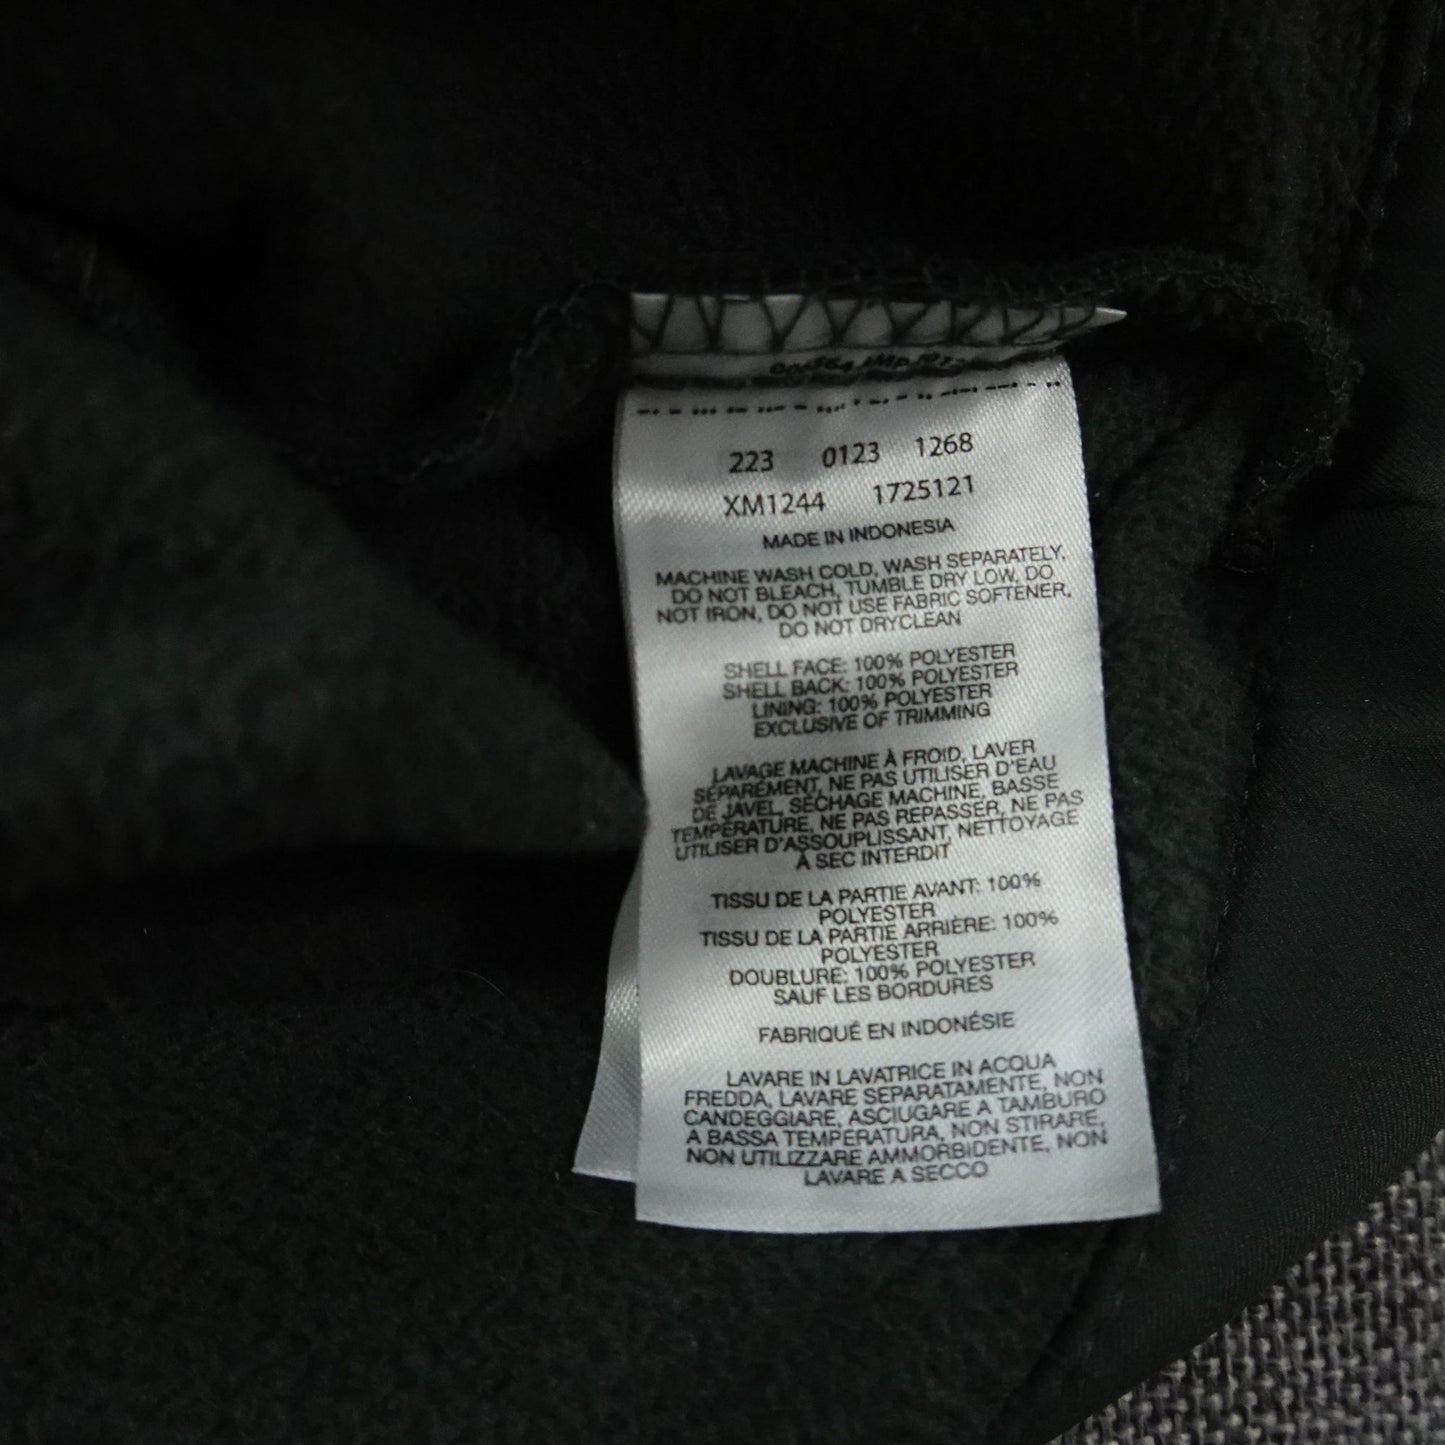 223 0123 1268
XM1244 1725121
MADE IN INDONESIA
MACHINE WASH COLD, WASH SEPARATELY,
DO NOT BLEACH, TUMBLE DRY LOW, DO
NOT IRON, DO NOT USE FABRIC SOFTENER,
DO NOT DRYCLEAN
SHELL FACE: 100% POLYESTER
SHELL BACK: 100% POLYESTER
LINING: 100% POLYESTER
EXCLUSIVE OF TRIMMING
LAVAGE MACHINE À FROID, LAVER
SÉPARÉMENT, NE PAS UTILISER D'EAU
DE JAVEL, SÉCHAGE MACHINE, BASSE
TEMPÉRATURE, NE PAS REPASSER, NE PAS
UTILISER D'ASSOUPLISSANT, NETTOYAGE
À SEC INTERDIT
TISSU DE LA PARTIE AVANT: 100%
POLYESTER
TISSU DE LA PARTIE ARRIÈRE: 100%
POLYESTER
DOUBLURE: 100% POLYESTER
SAUF LES BORDURES
FABRIQUÉ EN INDONÉSIE
LAVARE IN LAVATRICE IN ACQUA
FREDDA, LAVARE SEPARATAMENTE, NON
CANDEGGIARE, ASCIUGARE A TAMBURO
A BASSA TEMPERATURA, NON STIRARE,
NON UTILIZZARE AMMORBIDENTE, NON
LAVARE A SECCO